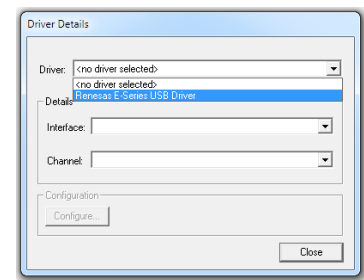 Driver Details
Driver: <no driver selected>
<no driver selected>
Renesas E-Series USB Driver
Details
Interface:
Channel:
Configuration
Configure...
Close